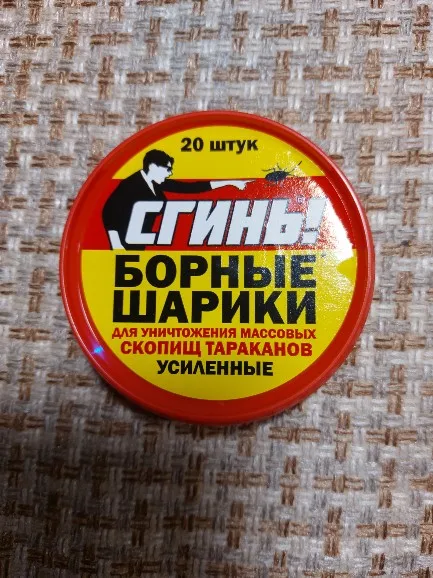 20 штук
СГИНЬ!
БОРНЫЕ
ШАРИКИ
ДЛЯ УНИЧТОЖЕНИЯ МАССОВЫХ
СКОПИЩ ТАРАКАНОВ
УСИЛЕННЫЕ